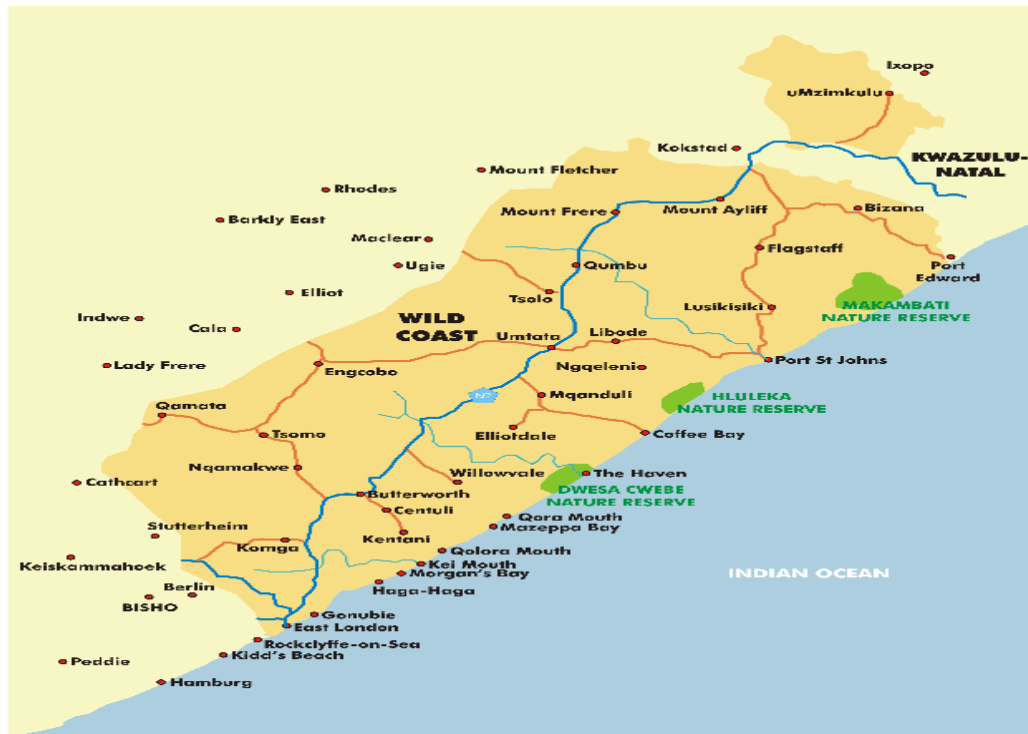 Ixopo
uMzimkulu
Kokstad
KWAZULU-
NATAL
Mount Fletcher
Rhodes
Mount Frere
Mount Ayliff
Bizana
Barkly East
Maclear
Flagstaff
Ugie
Qumbu
Port
Edward
Elliot
Tsolo
Lusikisiki
MAKAMBATI
NATURE RESERVE
Indwe
Cala
WILD
COAST
Umtata
Libode
Lady Frere
Engcobo
Ngqeleni
Port St Johns
N2
Mqanduli
HLULEKA
NATURE RESERVE
Qamata
Tsomo
Elliotdale
Coffee Bay
Nqamakwe
Willowvale
The Haven
Cathcart
Butterworth
DWESA CWEBE
NATURE RESERVE
Centuli
Qora Mouth
Stutterheim
Mazeppa Bay
Kentani
Komga
Qolora Mouth
Keiskammahoek
Kei Mouth
Morgan's Bay
INDIAN OCEAN
Berlin
Haga-Haga
BISHO
Gonubie
East London
Rockclyffe-on-Sea
Kidd's Beach
Peddie
Hamburg